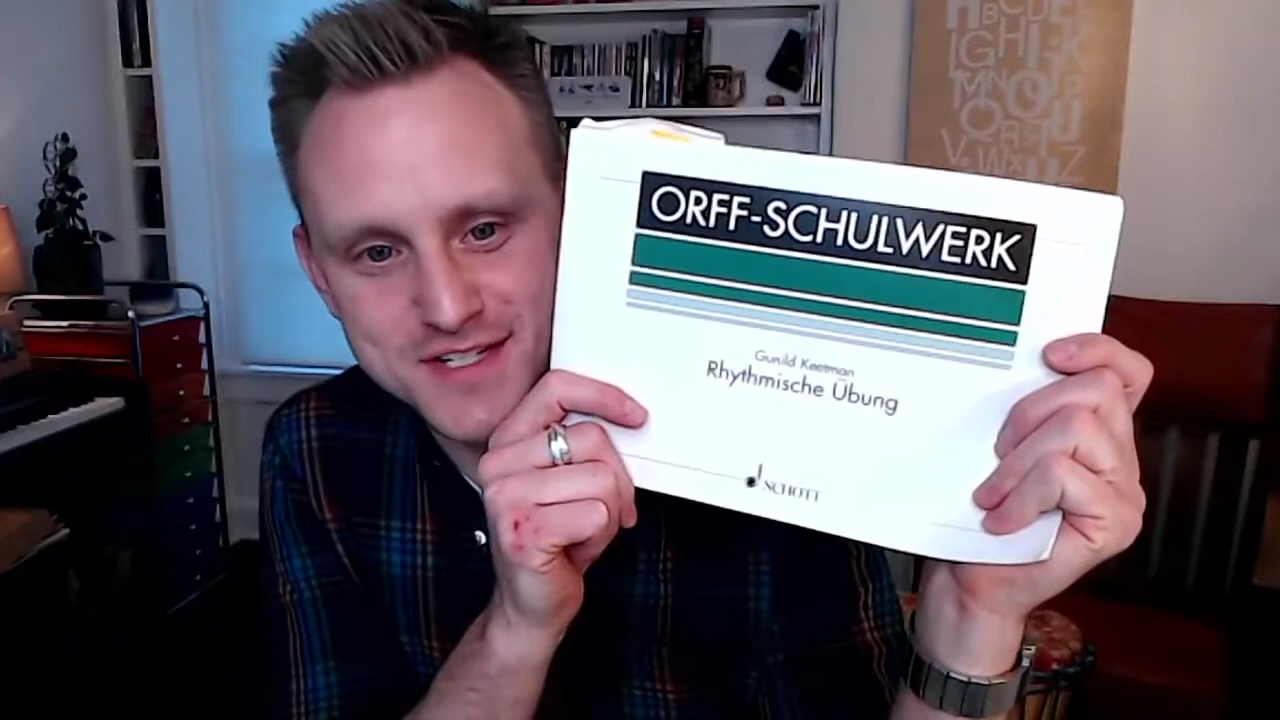 ORFF-SCHULWERK
Gunild Keetman
Rhythmische Übung
SCHOTT